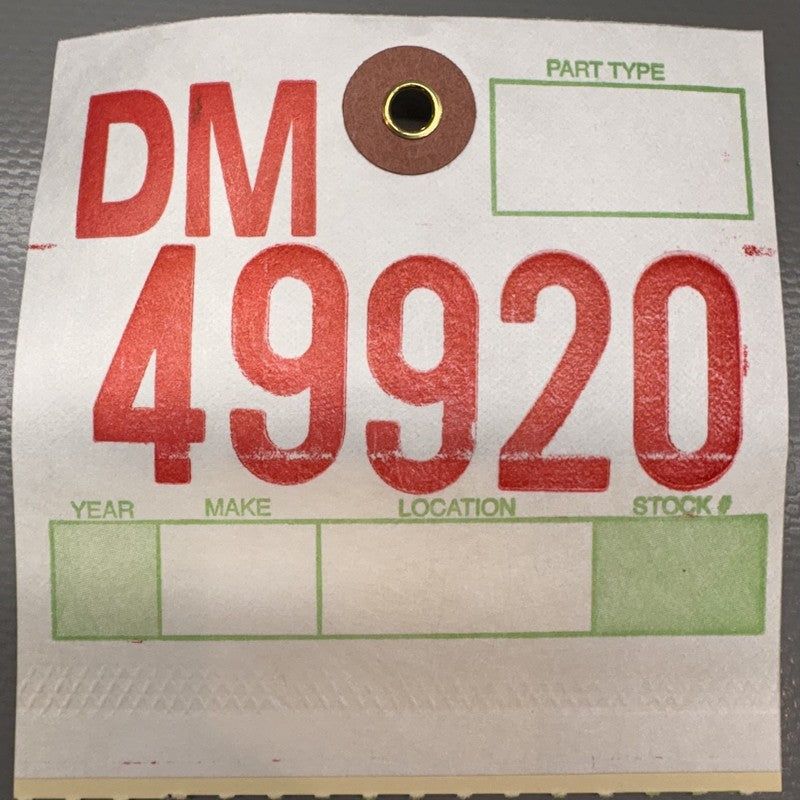 PART TYPE
DM
49920
YEAR MAKE LOCATION STOCK #